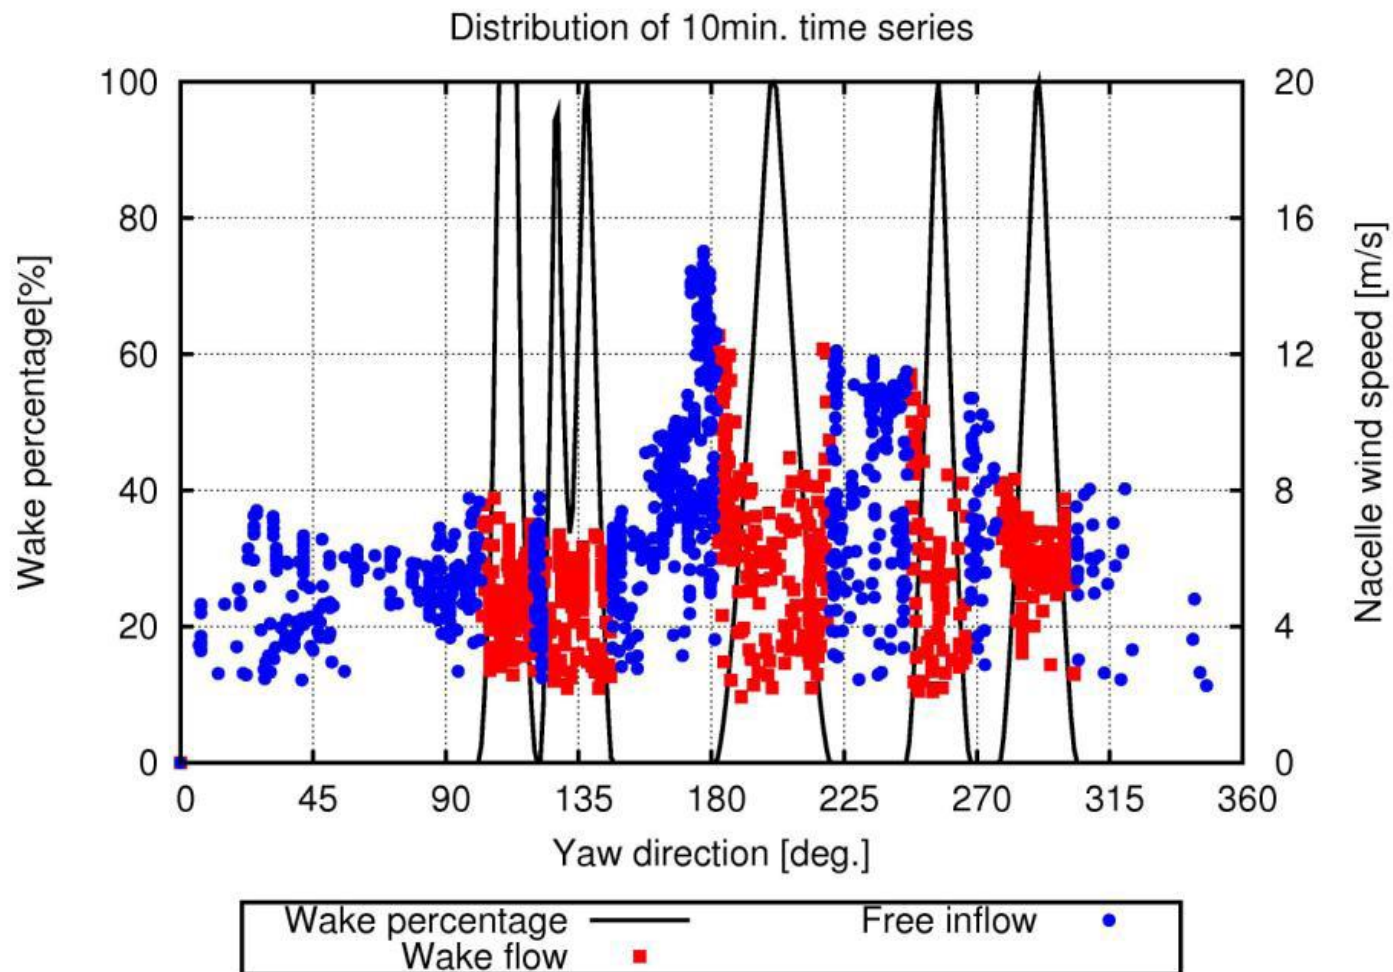 Distribution of 10min. time series
100
80
60
40
20
0
Wake percentage[%]
20
16
12
8
4
0
Nacelle wind speed [m/s]
0 45 90 135 180 225 270 315 360
Yaw direction [deg.]
Wake percentage Free inflow
Wake flow